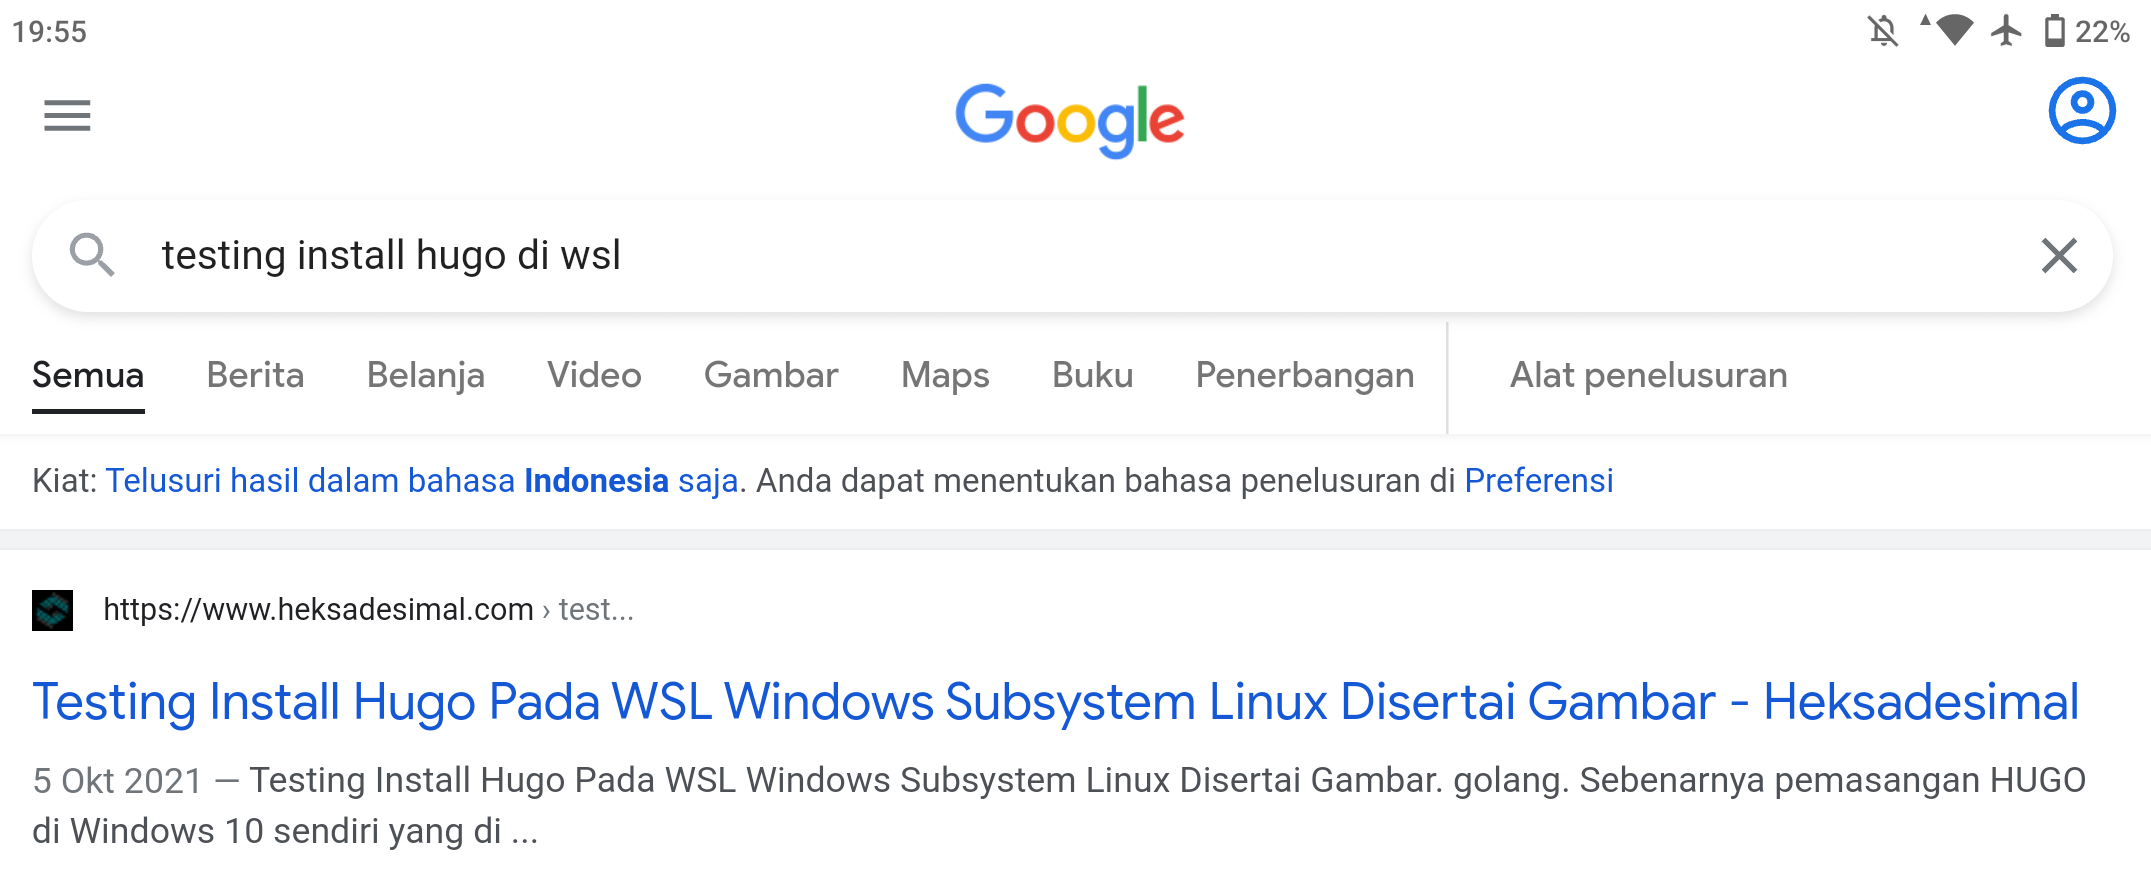 19:55
22%
Google
testing install hugo di wsl
Semua Berita Belanja Video Gambar Maps Buku Penerbangan Alat penelusuran
Kiat: Telusuri hasil dalam bahasa Indonesia saja. Anda dapat menentukan bahasa penelusuran di Preferensi
https://www.heksadesimal.com › test...
Testing Install Hugo Pada WSL Windows Subsystem Linux Disertai Gambar - Heksadesimal
5 Okt 2021 — Testing Install Hugo Pada WSL Windows Subsystem Linux Disertai Gambar. golang. Sebenarnya pemasangan HUGO
di Windows 10 sendiri yang di ...